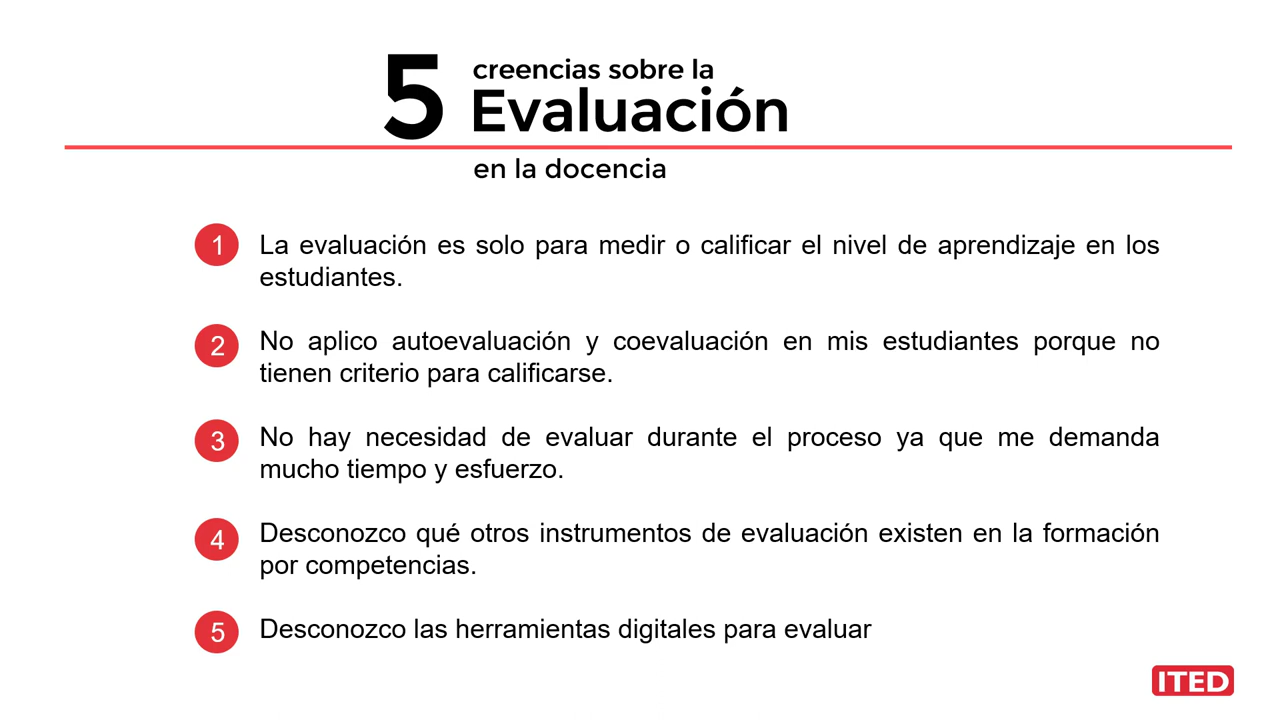 5 creencias sobre la
Evaluación
en la docencia
1 La evaluación es solo para medir o calificar el nivel de aprendizaje en los
estudiantes.
2 No aplico autoevaluación y coevaluación en mis estudiantes porque no
tienen criterio para calificarse.
3 No hay necesidad de evaluar durante el proceso ya que me demanda
mucho tiempo y esfuerzo.
4 Desconozco qué otros instrumentos de evaluación existen en la formación
por competencias.
5 Desconozco las herramientas digitales para evaluar
ITED